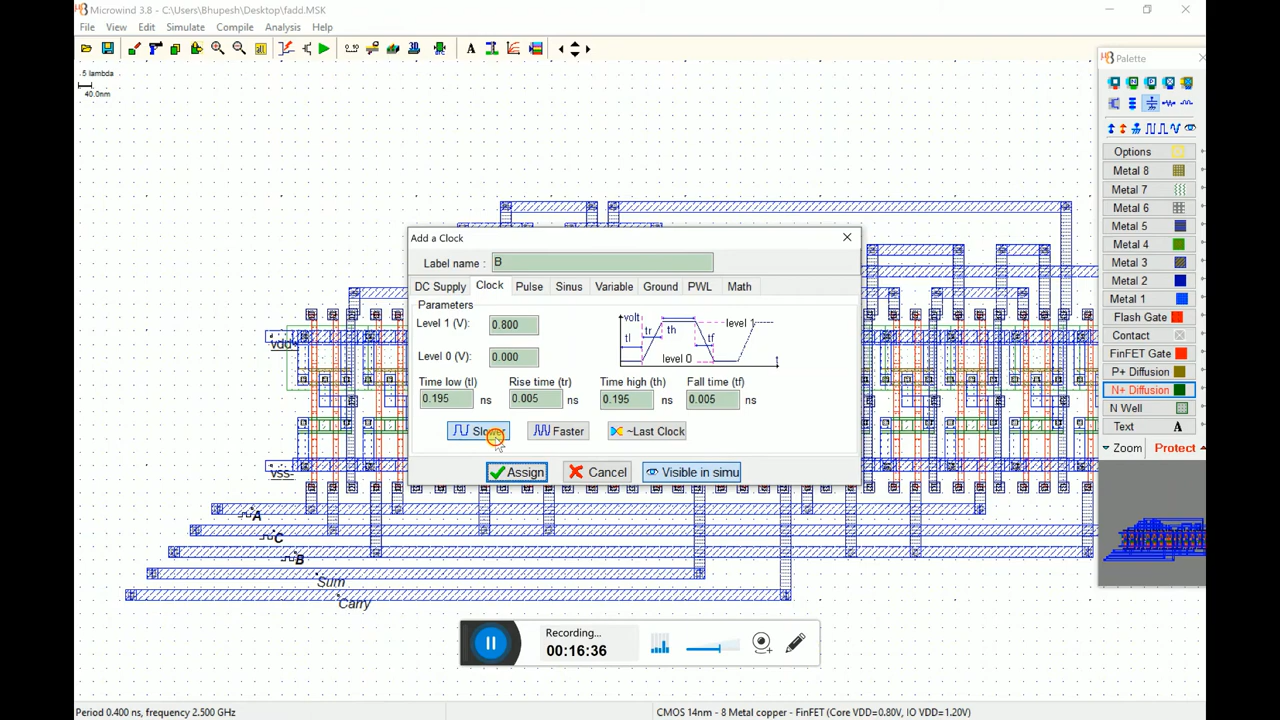 Microwind 3.8 - C:\Users\Bhupesh\Desktop\fadd.MSK
File View Edit Simulate Compile Analysis Help
5 lambda
40.0nm
Palette
Options
Metal 8
Metal 7
Metal 6
Metal 5
Metal 4
Metal 3
Metal 2
Metal 1
Flash Gate
Contact
FinFET Gate
P+ Diffusion
N+ Diffusion
N Well
Text A
Zoom Protect
Add a Clock
Label name : B
DC Supply Clock Pulse Sinus Variable Ground PWL Math
Parameters
Level 1 (V): 0.800
Level 0 (V): 0.000
volt
tr th
level 1
tl
tf
level 0
t
Time low (tl) Rise time (tr) Time high (th) Fall time (tf)
0.195 ns 0.005 ns 0.195 ns 0.005 ns
Slower Faster ~Last Clock
Assign Cancel Visible in simu
vdd
vss-
A
C
B
Sum
Carry
Recording...
00:16:36
Period 0.400 ns, frequency 2.500 GHz
CMOS 14nm - 8 Metal copper - FinFET (Core VDD=0.80V, IO VDD=1.20V)